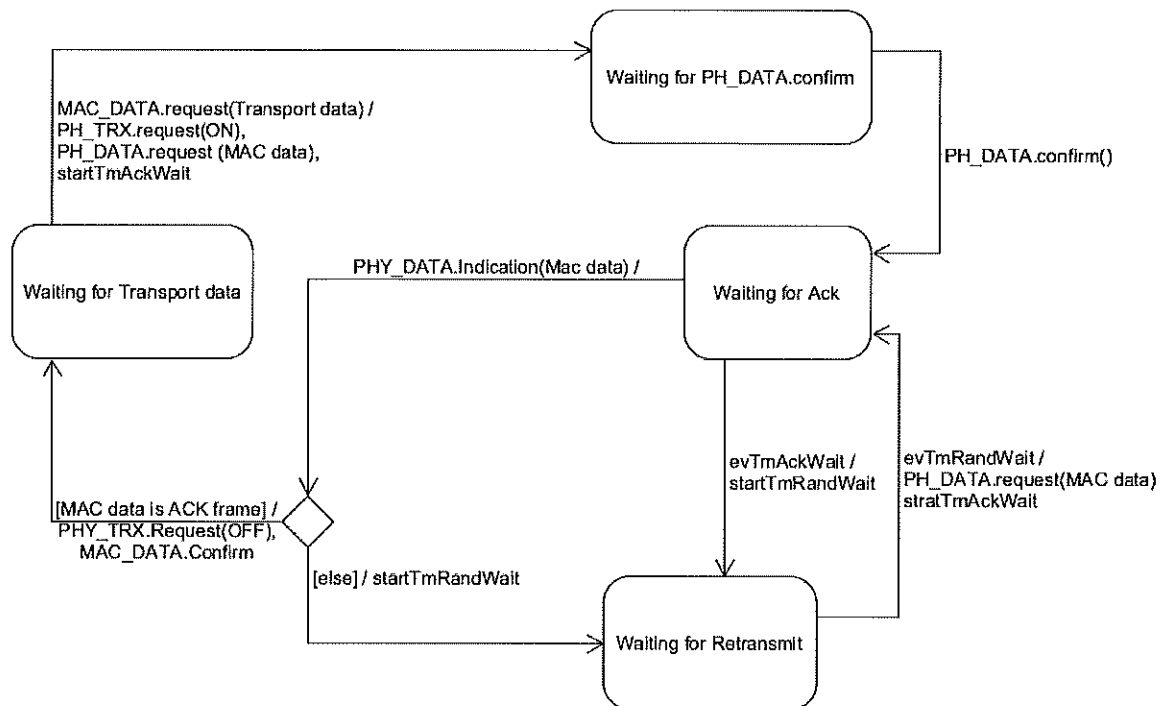 Waiting for PH_DATA.confirm
MAC_DATA.request(Transport data) /
PH_TRX.request(ON),
PH_DATA.request (MAC data),
startTmAckWait
PH_DATA.confirm()
Waiting for Transport data
PHY_DATA.Indication(Mac data) /
Waiting for Ack
evTmAckWait /
startTmRandWait
evTmRandWait /
PH_DATA.request(MAC data)
stratTmAckWait
[MAC data is ACK frame] /
PHY_TRX.Request(OFF),
MAC_DATA.Confirm
[else] / startTmRandWait
Waiting for Retransmit